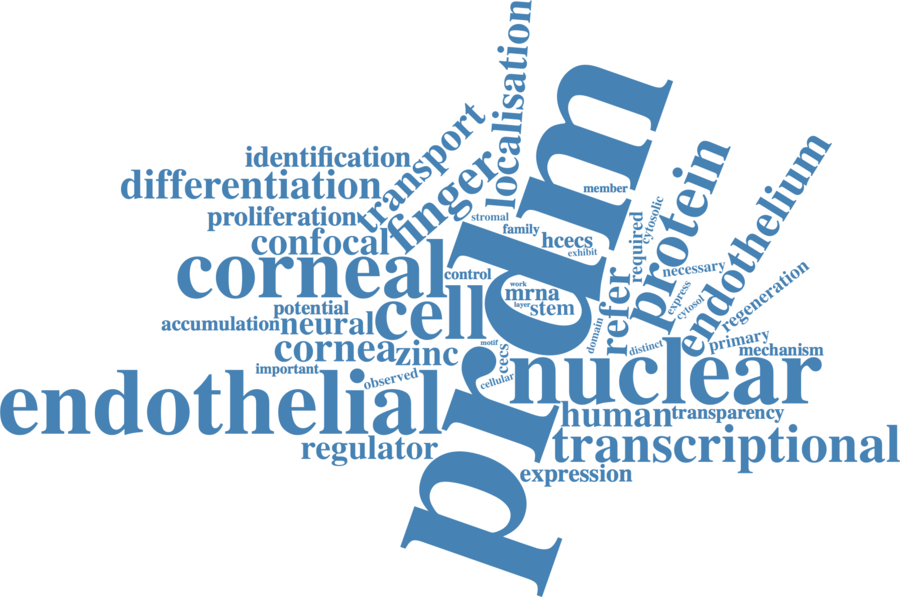 localisation
prdm
transport
finger
protein
endothelium
identification
differentiation
proliferation
confocal
corneal
member
stromal
family
hcecs
exhibit
control
required
cytosolic
refer
necessary
express
cytosol
regeneration
work
mrna
layer
stem
potential
accumulation
neural
cell
cornea
zinc
motif
cecs
domain
distinct
primary
mechanism
important
observed
cellular
nuclear
endothelial
human
transparency
regulator
transcriptional
expression